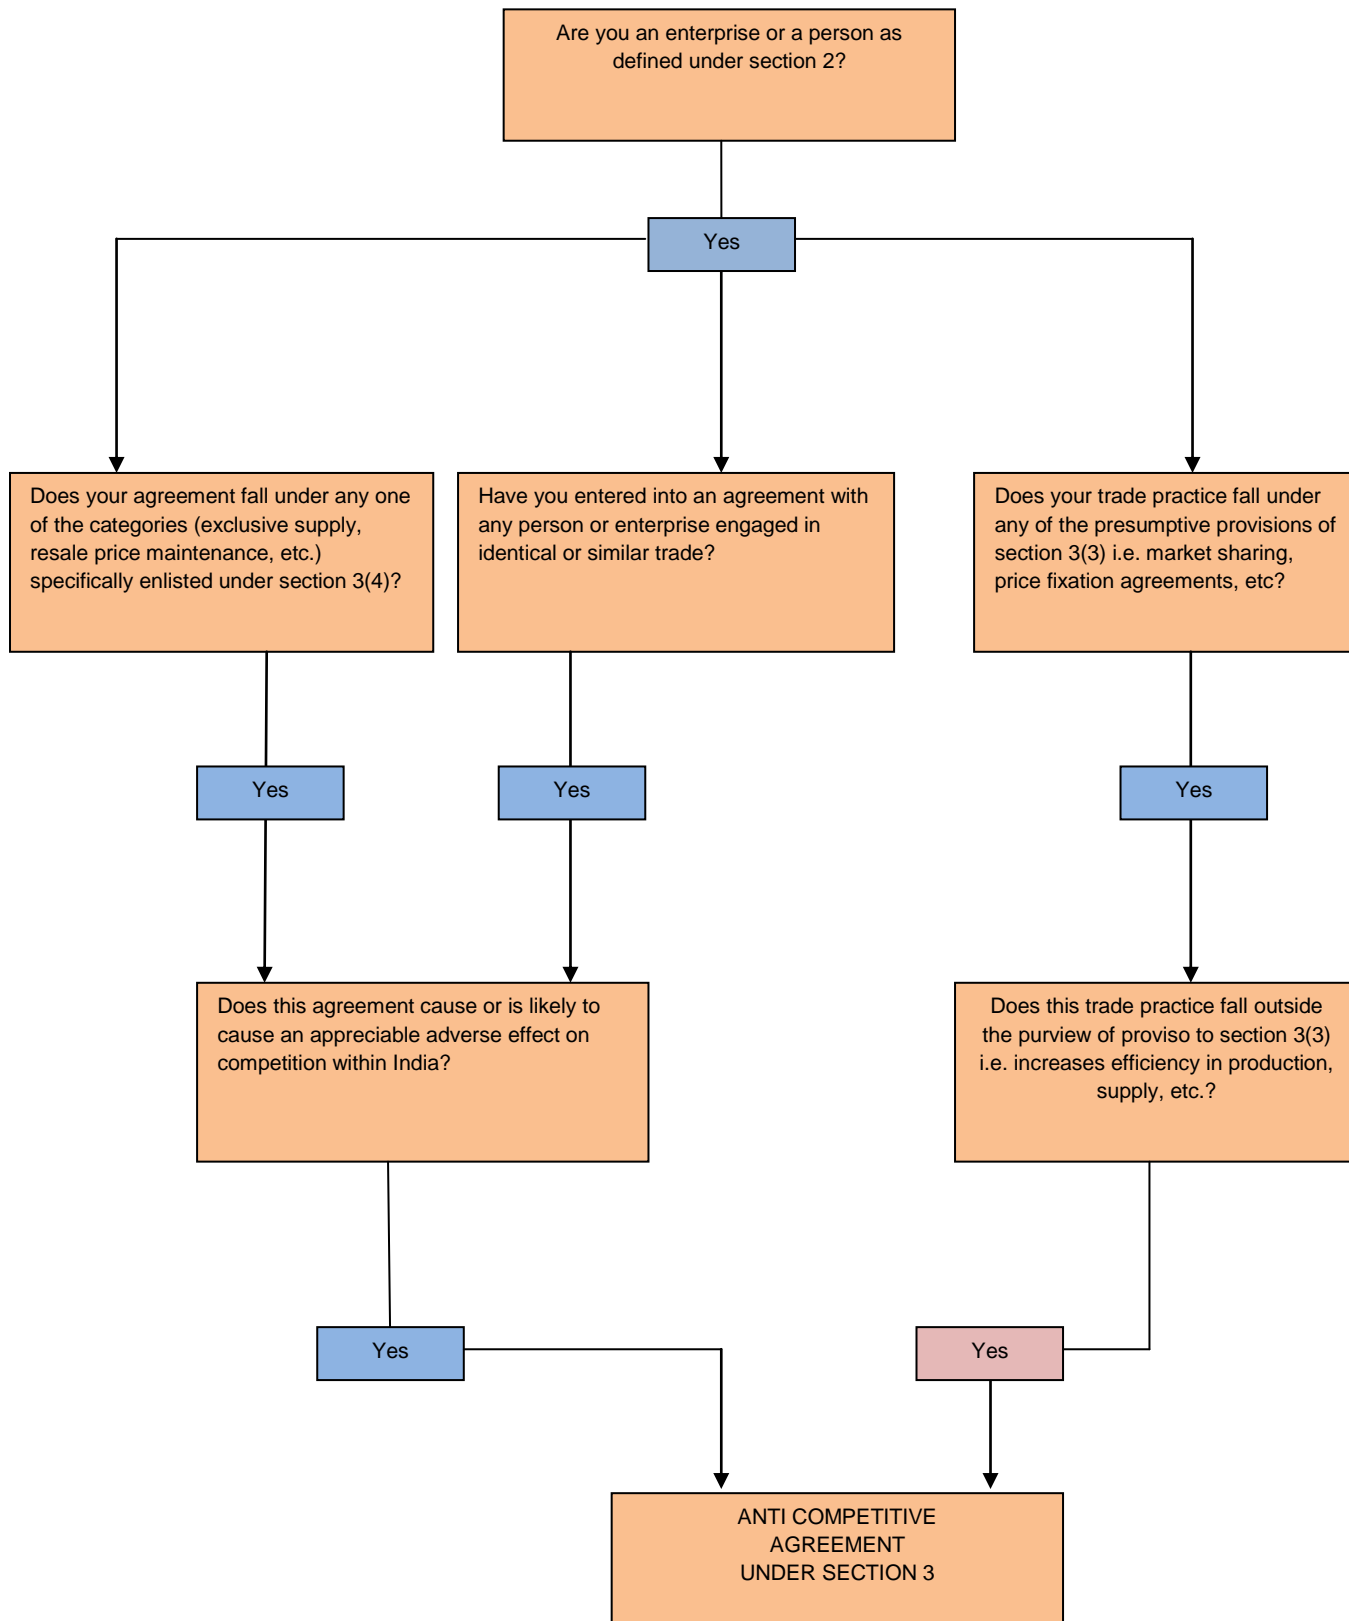 Are you an enterprise or a person as
defined under section 2?
Yes
Does your agreement fall under any one
of the categories (exclusive supply,
resale price maintenance, etc.)
specifically enlisted under section 3(4)?
Have you entered into an agreement with
any person or enterprise engaged in
identical or similar trade?
Does your trade practice fall under
any of the presumptive provisions of
section 3(3) i.e. market sharing,
price fixation agreements, etc?
Yes
Yes
Yes
Does this agreement cause or is likely to
cause an appreciable adverse effect on
competition within India?
Does this trade practice fall outside
the purview of proviso to section 3(3)
i.e. increases efficiency in production,
supply, etc.?
Yes
Yes
ANTI COMPETITIVE
AGREEMENT
UNDER SECTION 3